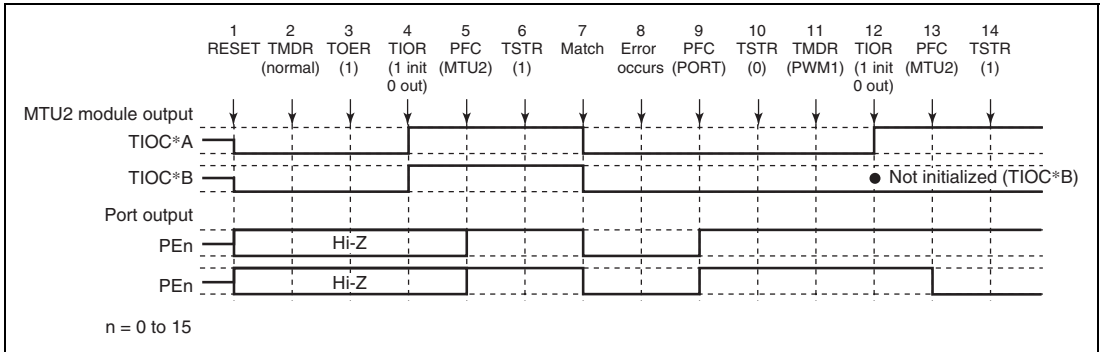 1 2 3 4 5 6 7 8 9 10 11 12 13 14
RESET TMDR TOER TIOR PFC TSTR Match Error PFC TSTR TMDR TIOR PFC TSTR
(normal) (1) (1 init (MTU2) (1) occurs (PORT) (0) (PWM1) (1 init (MTU2) (1)
0 out) 0 out)
MTU2 module output
TIOC*A
TIOC*B ● Not initialized (TIOC*B)
Port output
PEn Hi-Z
PEn Hi-Z
n = 0 to 15